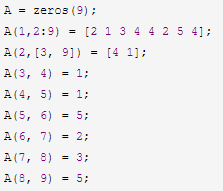 A = zeros(9);
A(1,2:9) = [2 1 3 4 4 2 5 4];
A(2,[3, 9]) = [4 1];
A(3, 4) = 1;
A(4, 5) = 1;
A(5, 6) = 5;
A(6, 7) = 2;
A(7, 8) = 3;
A(8, 9) = 5;